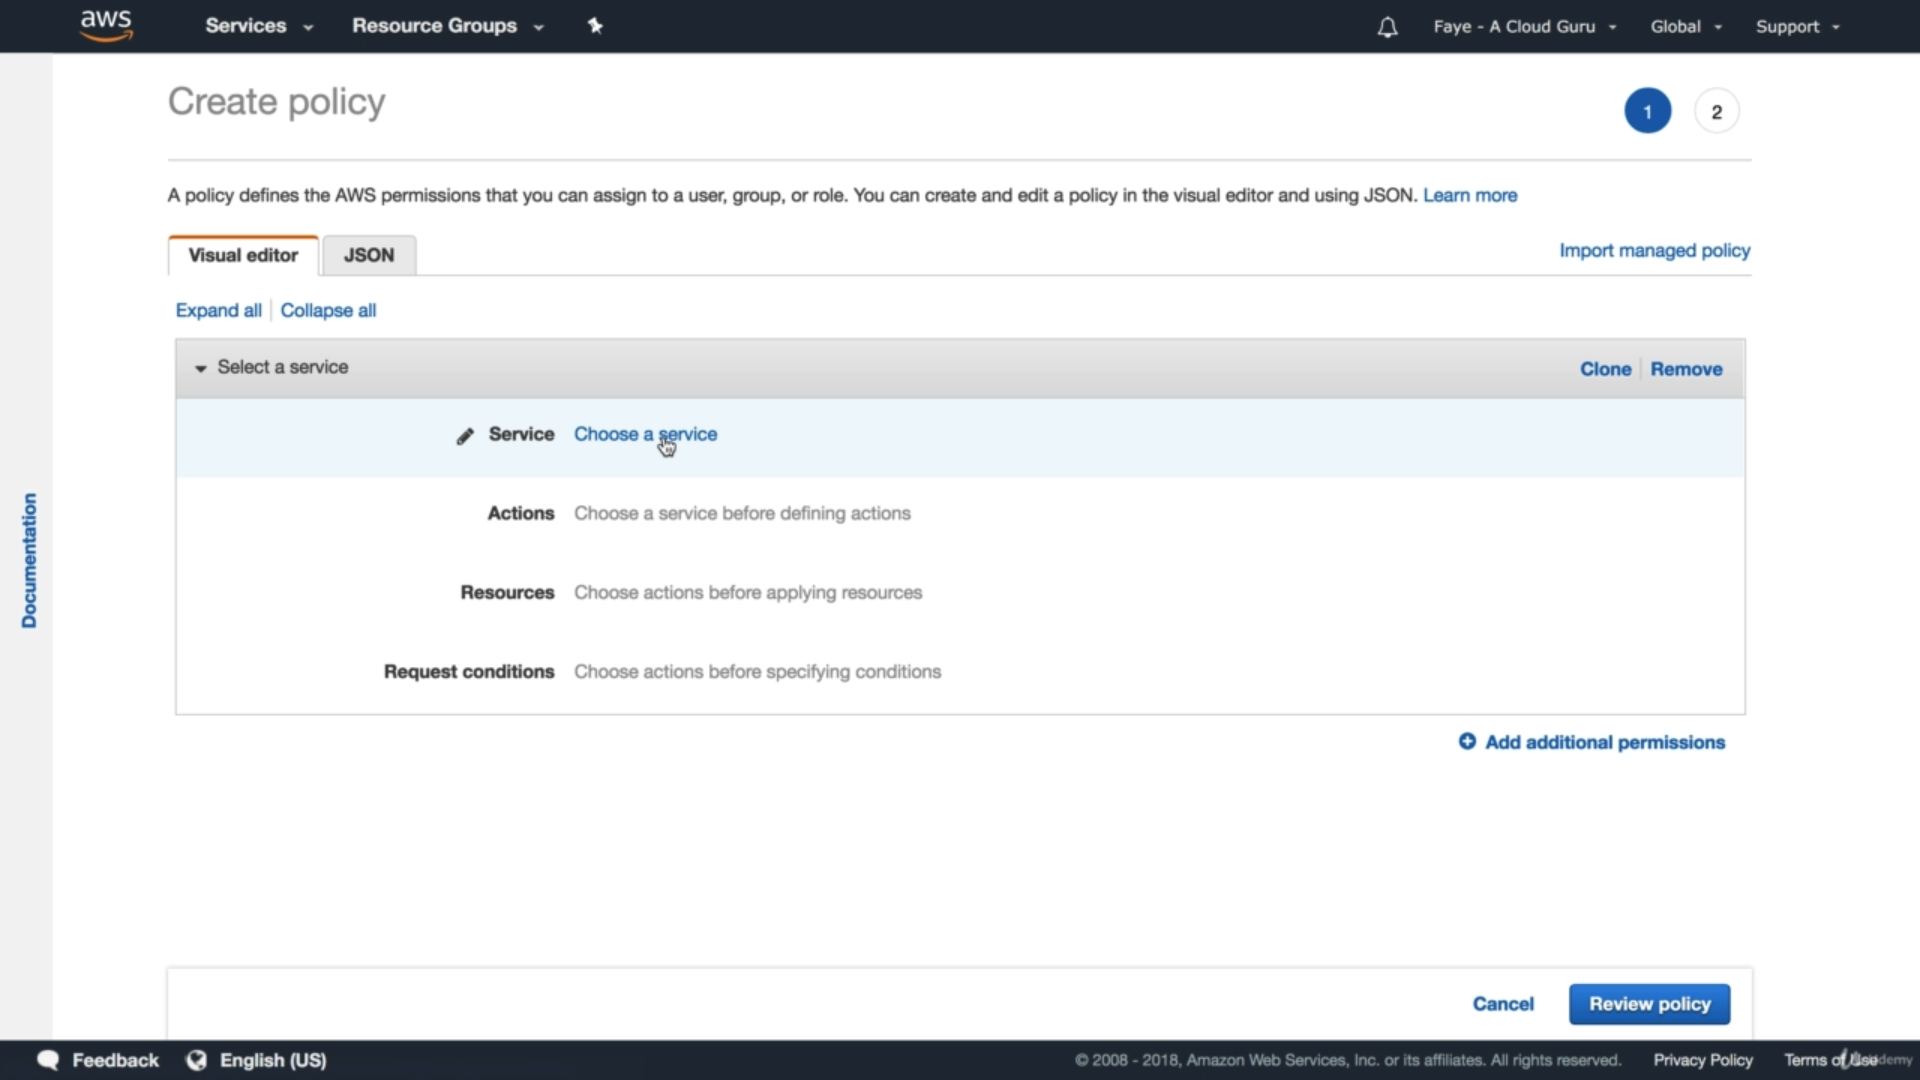 aws Services Resource Groups Faye - A Cloud Guru Global Support
Create policy 1 2
A policy defines the AWS permissions that you can assign to a user, group, or role. You can create and edit a policy in the visual editor and using JSON. Learn more
Visual editor JSON Import managed policy
Expand all Collapse all
Select a service Clone Remove
Service Choose a service
Actions Choose a service before defining actions
Resources Choose actions before applying resources
Request conditions Choose actions before specifying conditions
Add additional permissions
Documentation
Cancel Review policy
Feedback English (US) © 2008 - 2018, Amazon Web Services, Inc. or its affiliates. All rights reserved. Privacy Policy Terms of Use